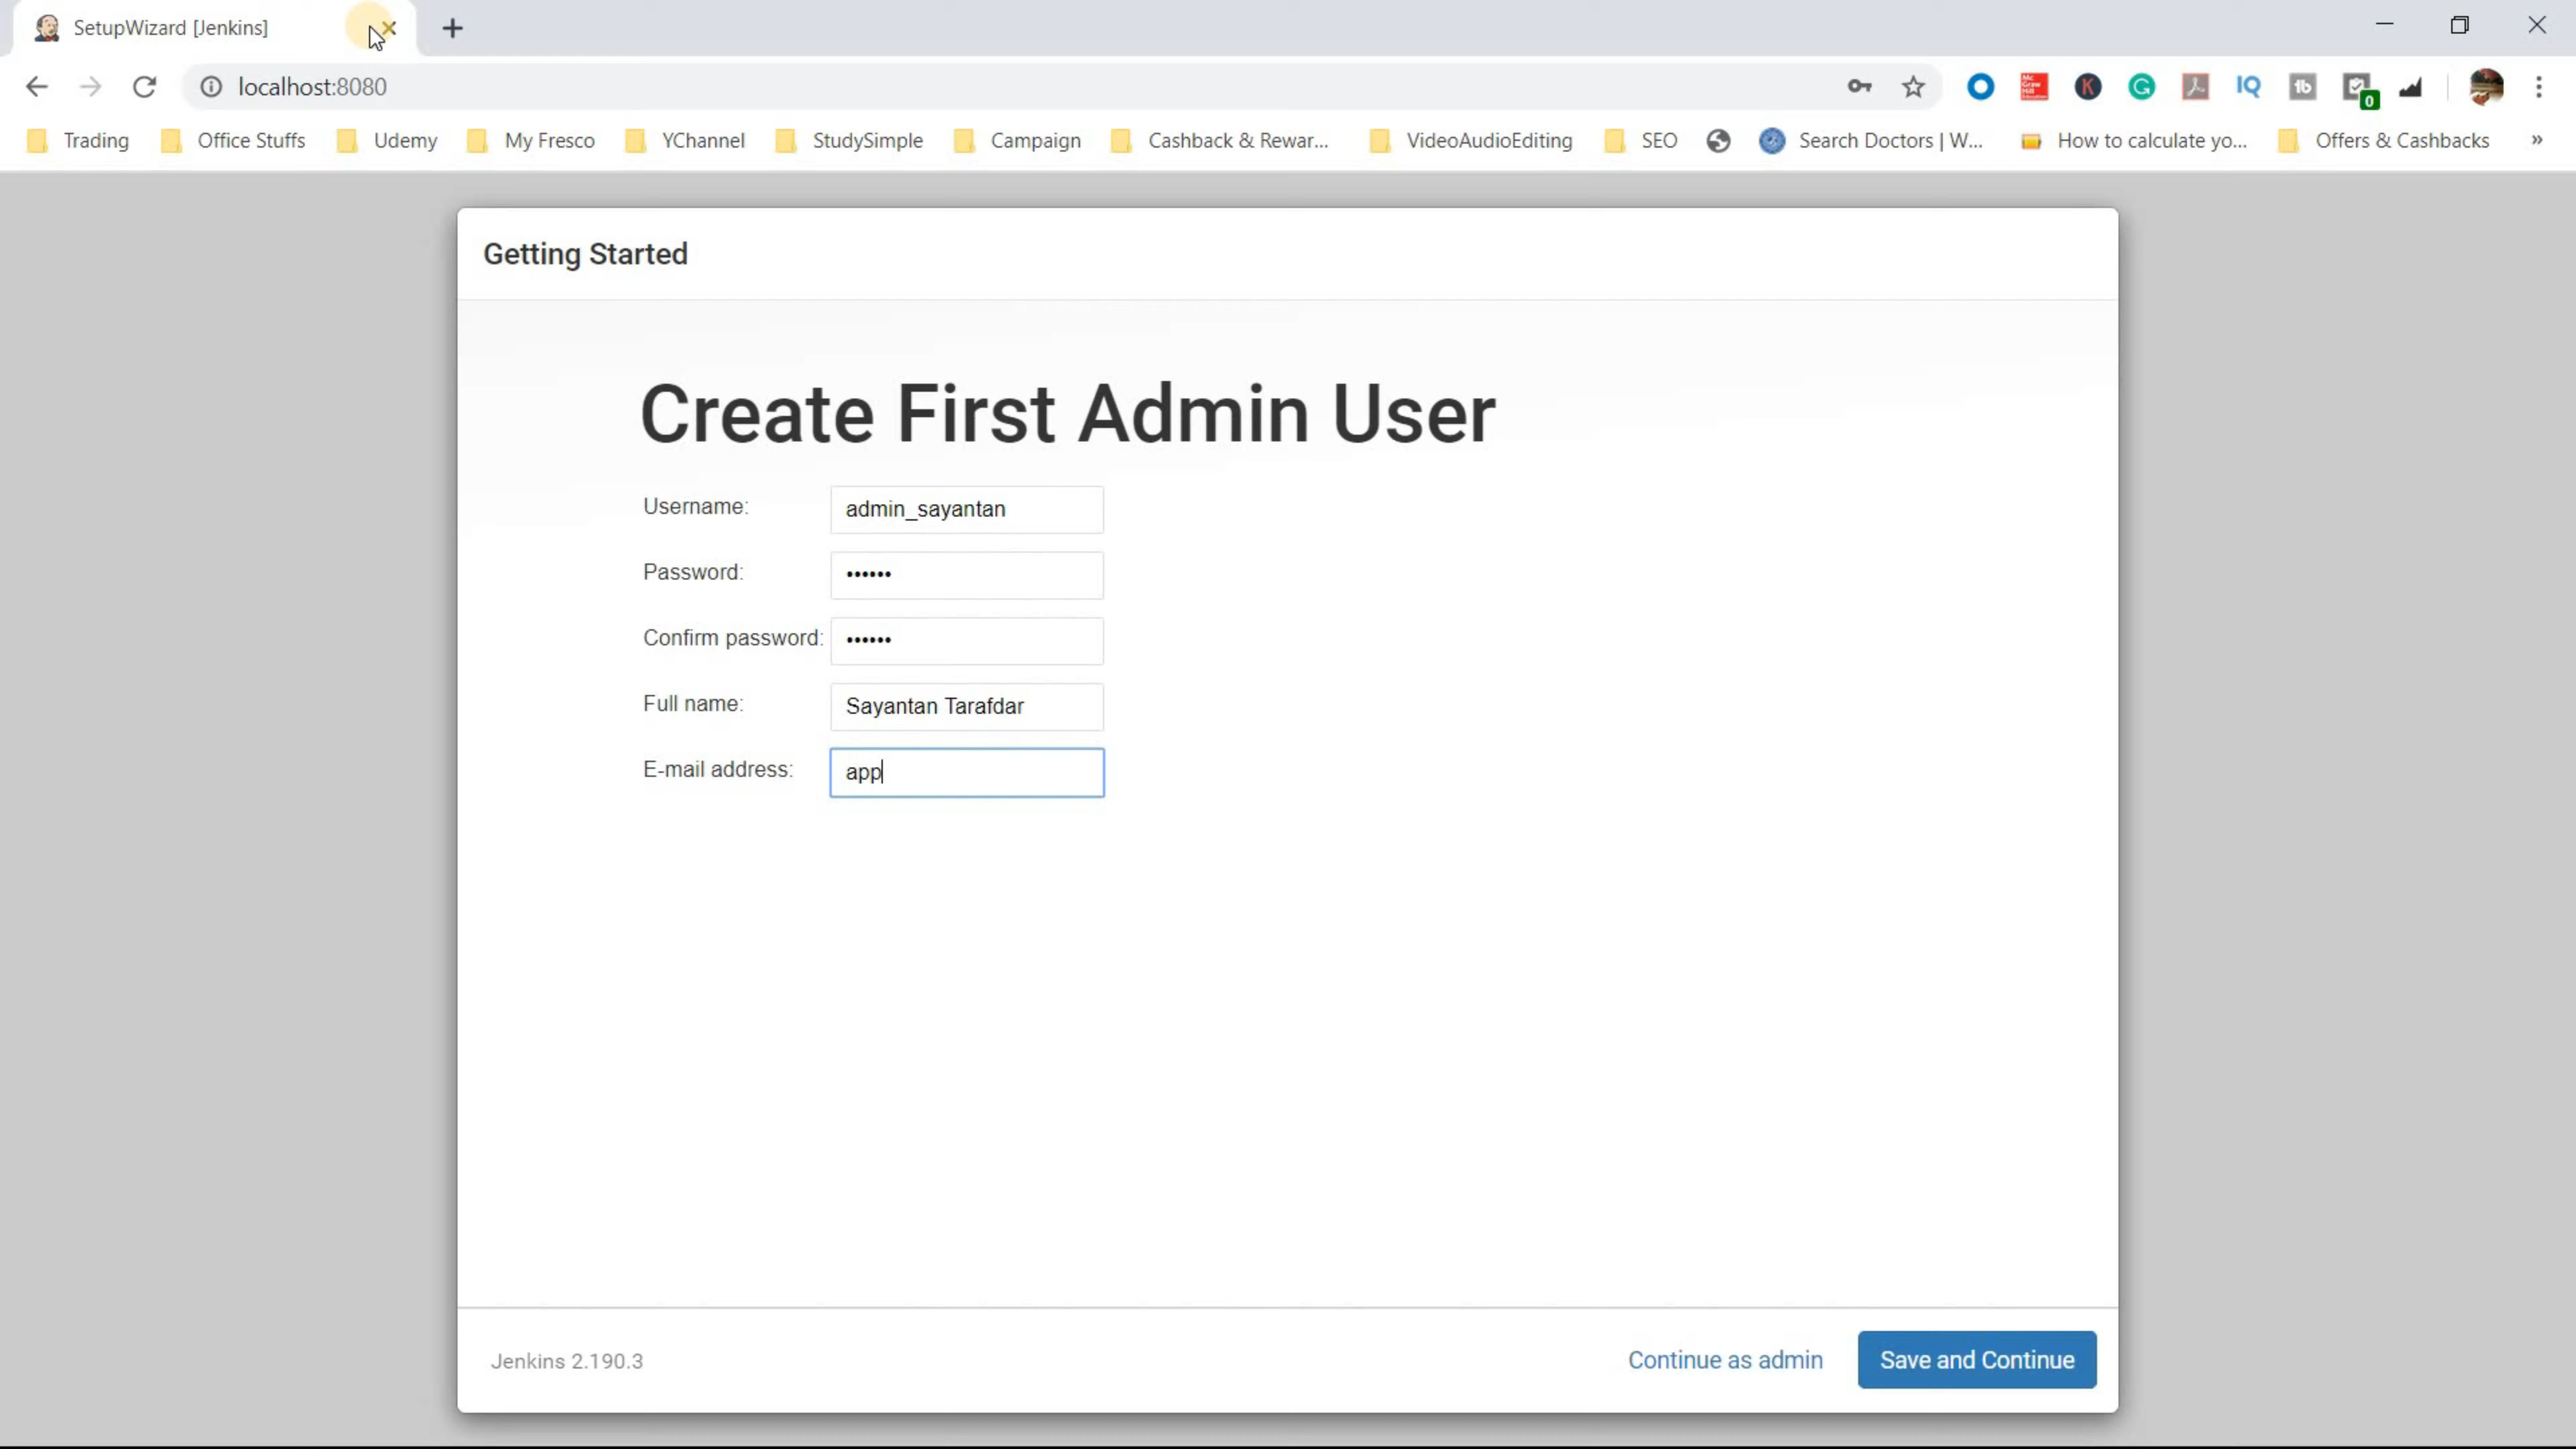 SetupWizard [Jenkins]
localhost:8080
Trading Office Stuffs Udemy My Fresco YChannel StudySimple Campaign Cashback & Rewar... VideoAudioEditing SEO Search Doctors | W... How to calculate yo... Offers & Cashbacks »
Getting Started
Create First Admin User
Username: admin_sayantan
Password: ••••••
Confirm password: ••••••
Full name: Sayantan Tarafdar
E-mail address: app
Jenkins 2.190.3 Continue as admin Save and Continue